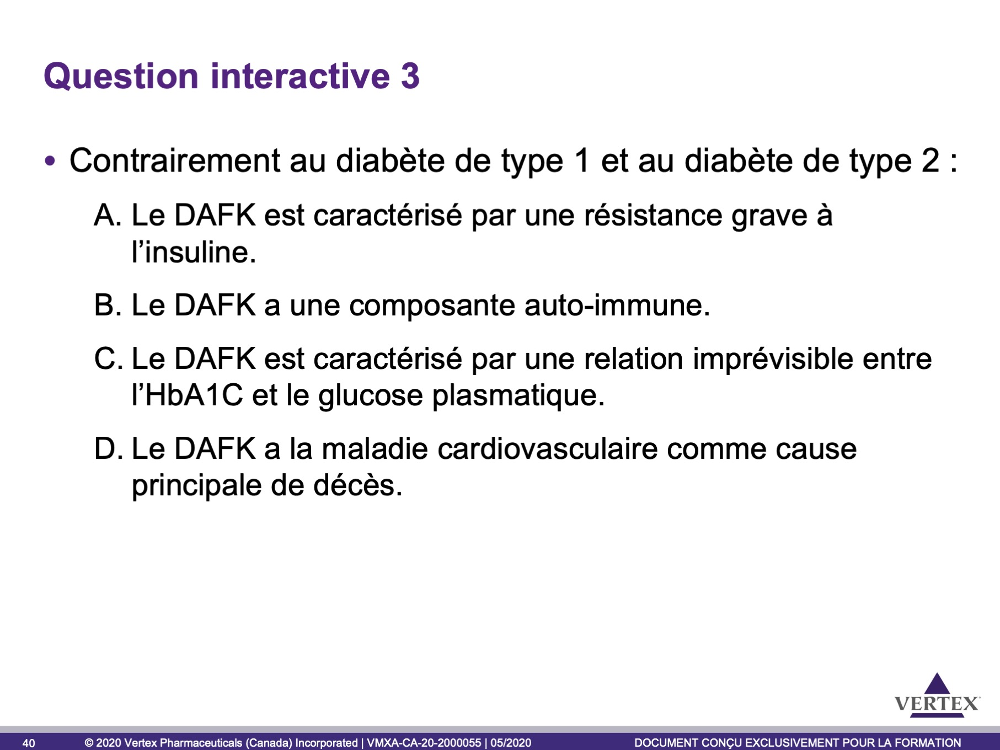 Question interactive 3
• Contrairement au diabète de type 1 et au diabète de type 2 :
A. Le DAFK est caractérisé par une résistance grave à
l’insuline.
B. Le DAFK a une composante auto-immune.
C. Le DAFK est caractérisé par une relation imprévisible entre
l’HbA1C et le glucose plasmatique.
D. Le DAFK a la maladie cardiovasculaire comme cause
principale de décès.
VERTEX
40 © 2020 Vertex Pharmaceuticals (Canada) Incorporated | VMXA-CA-20-2000055 | 05/2020 DOCUMENT CONÇU EXCLUSIVEMENT POUR LA FORMATION